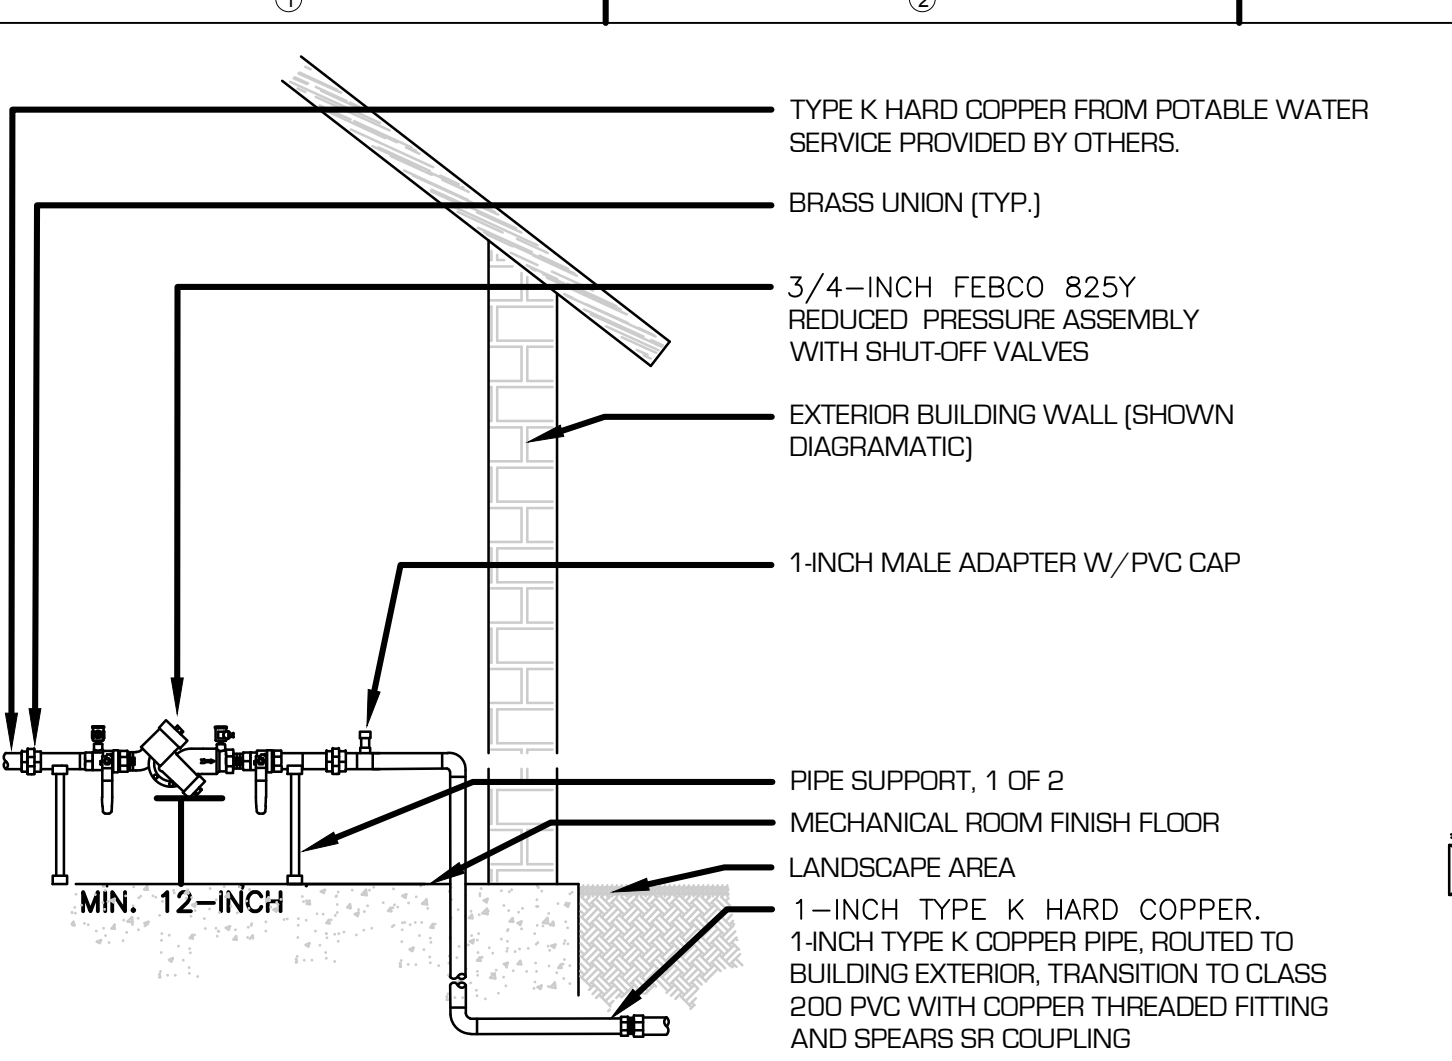 1
2
TYPE K HARD COPPER FROM POTABLE WATER
SERVICE PROVIDED BY OTHERS.
BRASS UNION (TYP.)
3/4-INCH FEBCO 825Y
REDUCED PRESSURE ASSEMBLY
WITH SHUT-OFF VALVES
EXTERIOR BUILDING WALL (SHOWN
DIAGRAMATIC)
1-INCH MALE ADAPTER W/PVC CAP
PIPE SUPPORT, 1 OF 2
MECHANICAL ROOM FINISH FLOOR
LANDSCAPE AREA
MIN. 12-INCH
1-INCH TYPE K HARD COPPER.
1-INCH TYPE K COPPER PIPE, ROUTED TO
BUILDING EXTERIOR, TRANSITION TO CLASS
200 PVC WITH COPPER THREADED FITTING
AND SPEARS SR COUPLING